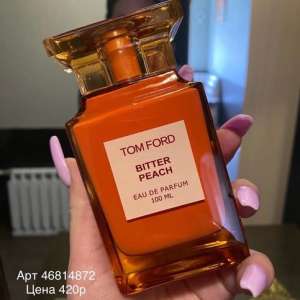 TOM FORD
BITTER
PEACH
EAU DE PARFUM
100 ML
Арт 46814872
Цена 420р